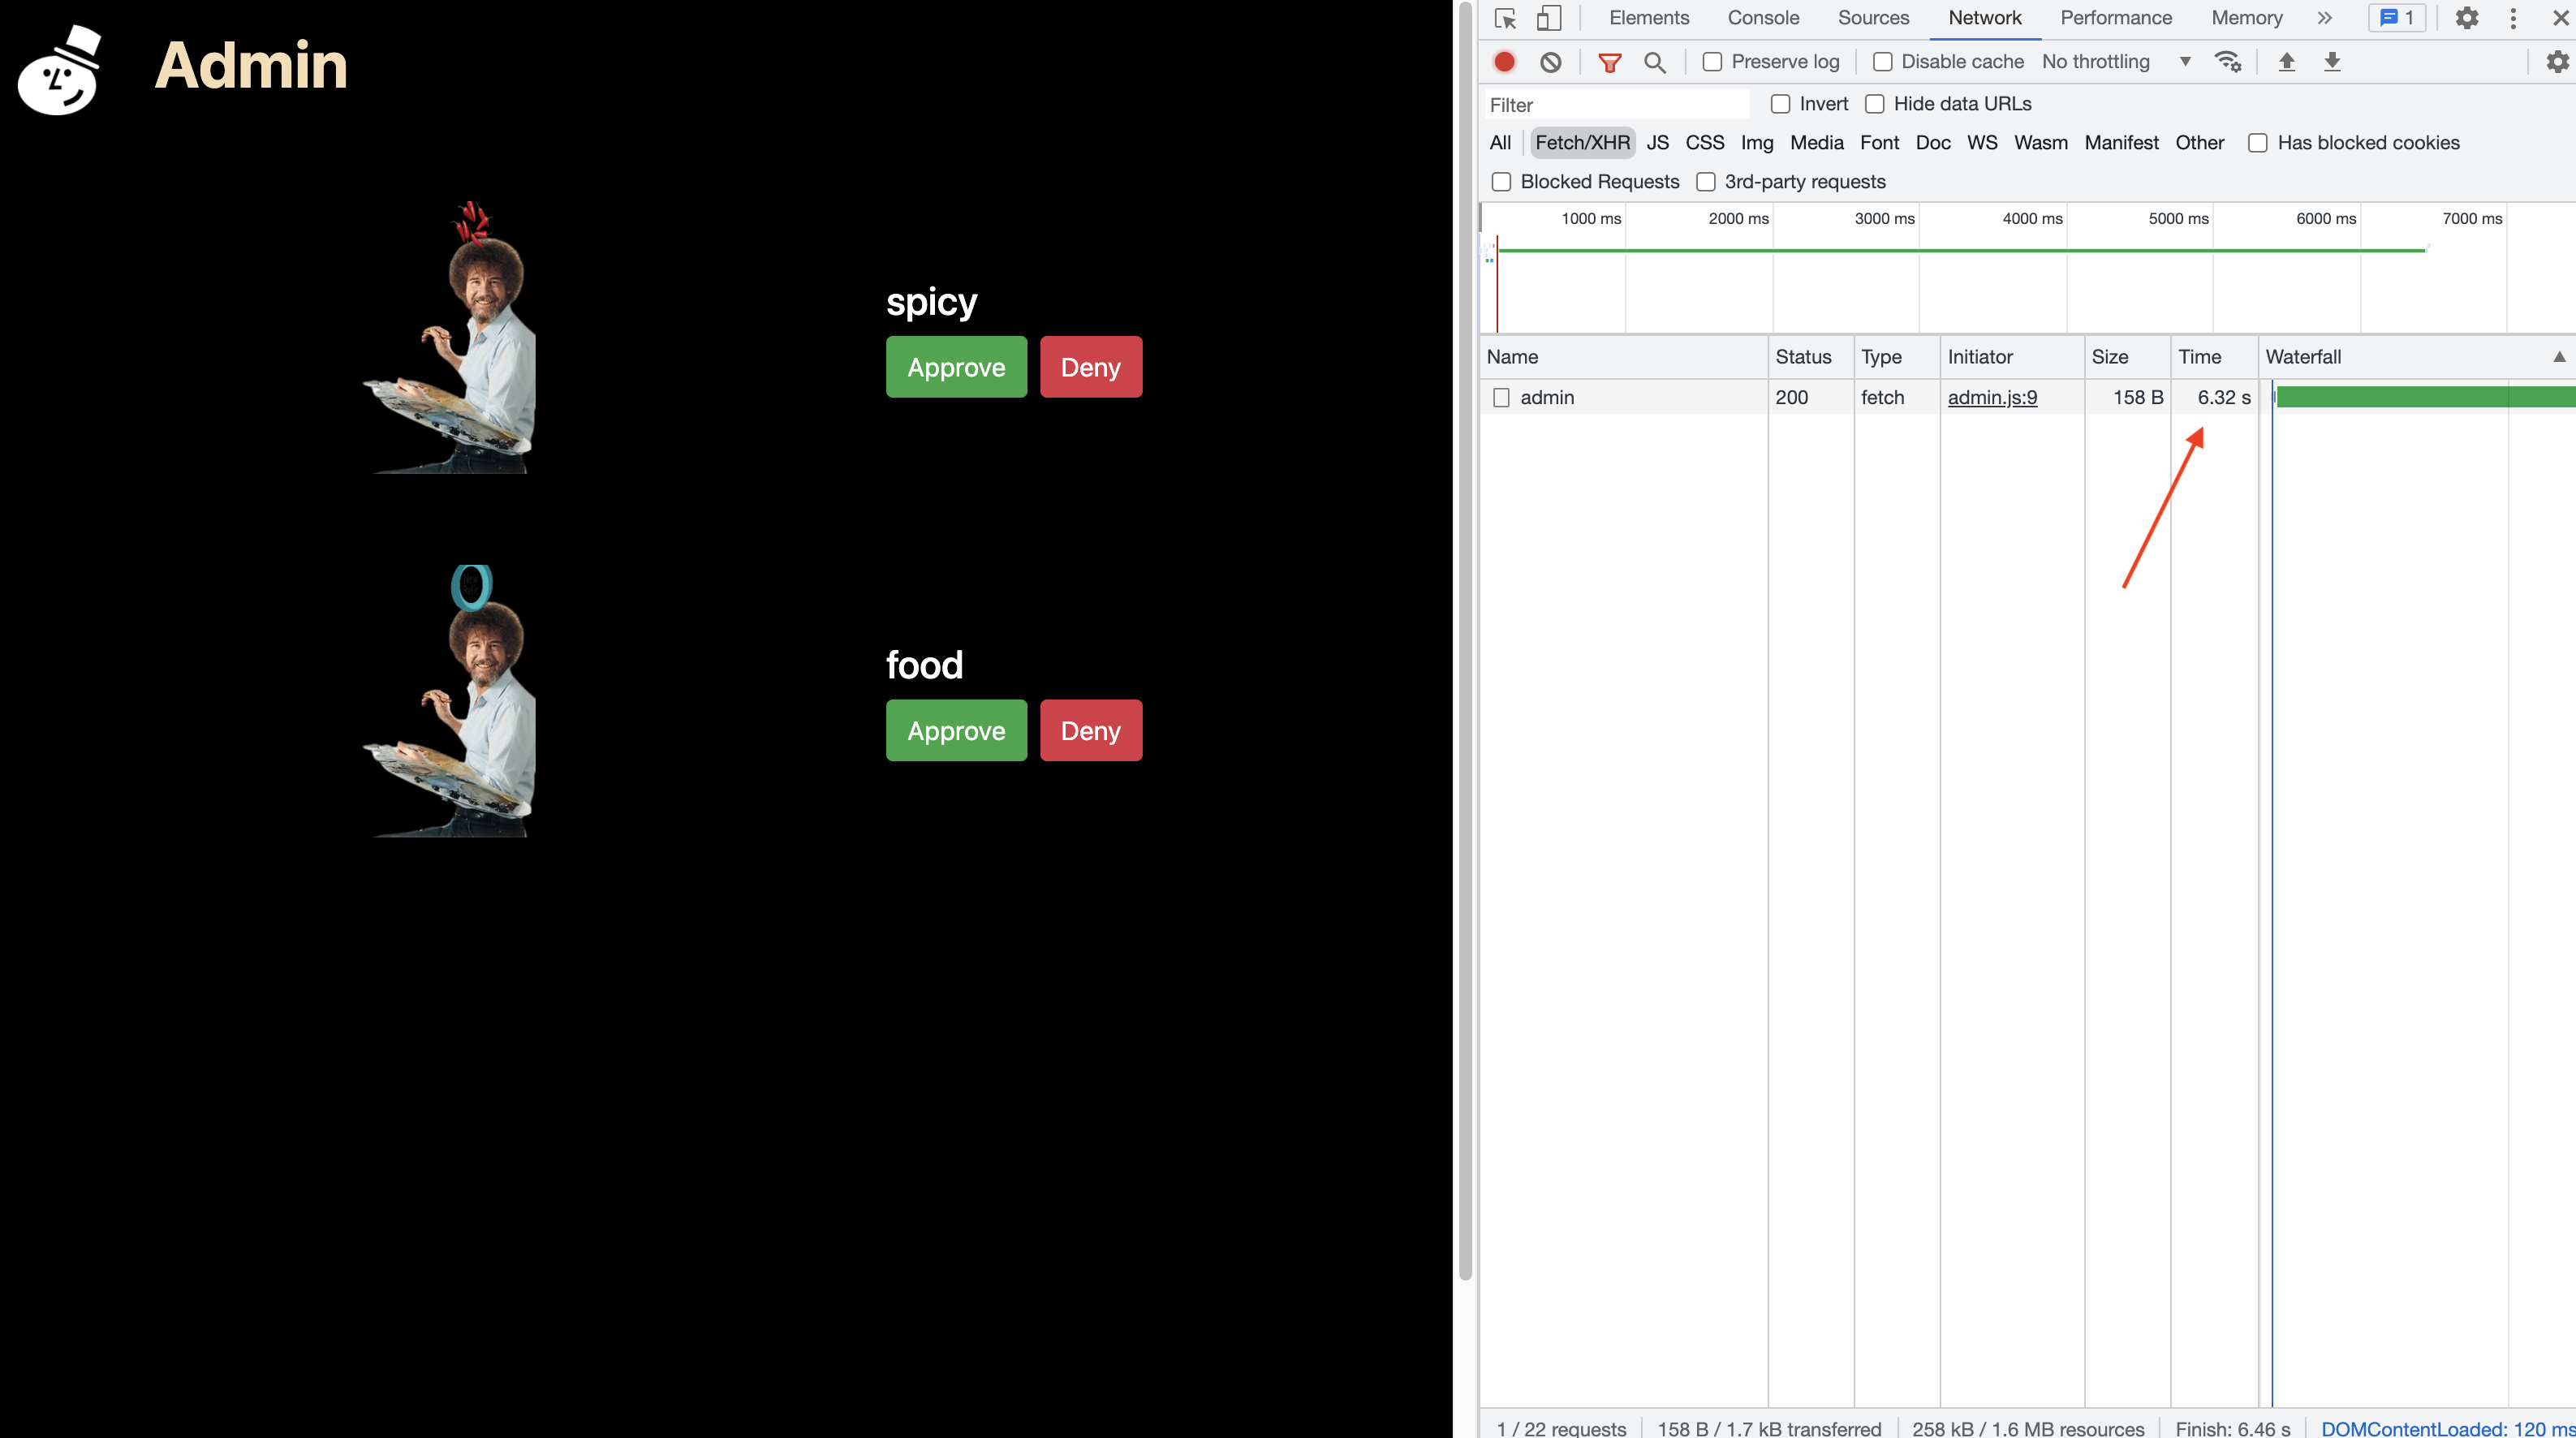 Admin
spicy
Approve Deny
food
Approve Deny
Elements Console Sources Network Performance Memory 1
Preserve log Disable cache No throttling
Filter Invert Hide data URLs
All Fetch/XHR JS CSS Img Media Font Doc WS Wasm Manifest Other Has blocked cookies
Blocked Requests 3rd-party requests
1000 ms 2000 ms 3000 ms 4000 ms 5000 ms 6000 ms 7000 ms
Name Status Type Initiator Size Time Waterfall
admin 200 fetch admin.js:9 158 B 6.32 s
1 / 22 requests 158 B / 1.7 kB transferred 258 kB / 1.6 MB resources Finish: 6.46 s DOMContentLoaded: 120 ms